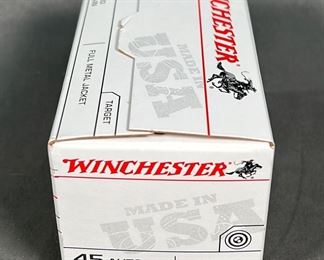 WINCHESTER
MADE IN
USA
FULL METAL JACKET
TARGET
WINCHESTER
MADE IN
USA
45 AUTO